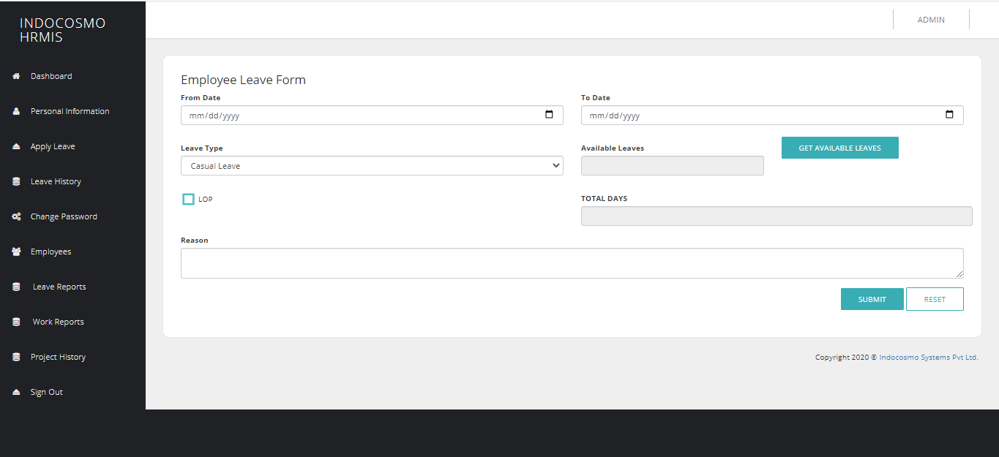 INDOCOSMO
HRMIS
Dashboard
Personal Information
Apply Leave
Leave History
Change Password
Employees
Leave Reports
Work Reports
Project History
Sign Out
ADMIN
Employee Leave Form
From Date
To Date
mm/dd/yyyy
mm/dd/yyyy
Leave Type
Available Leaves
GET AVAILABLE LEAVES
Casual Leave
LOP
TOTAL DAYS
Reason
SUBMIT
RESET
Copyright 2020 © Indocosmo Systems Pvt Ltd.